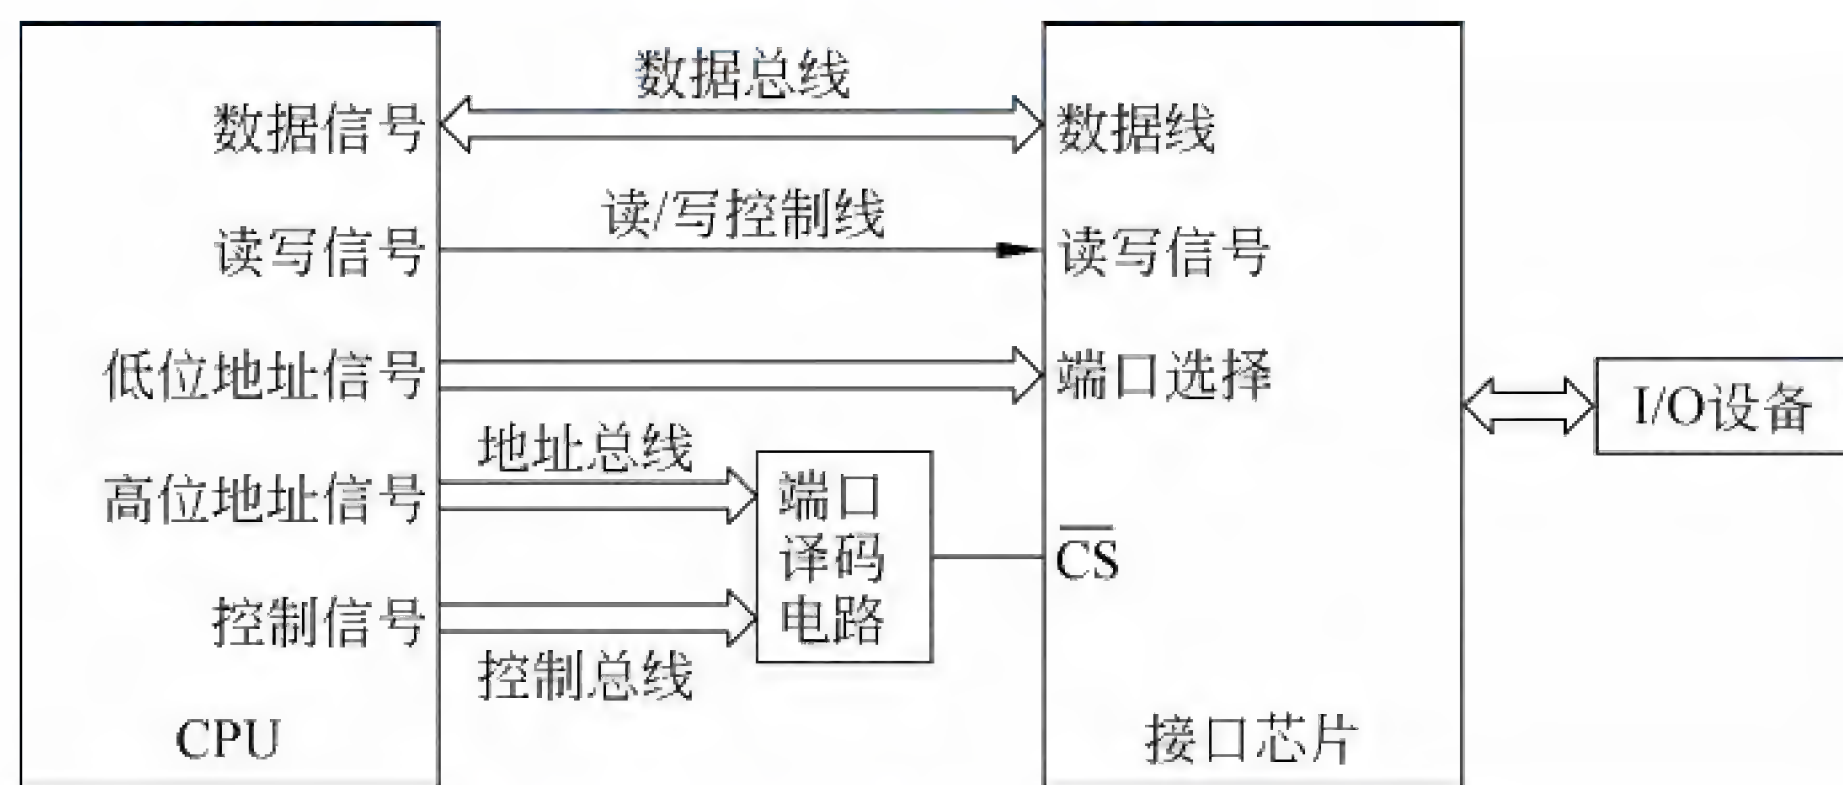 数据总线
数据信号
数据线
读/写控制线
读写信号
读写信号
低位地址信号
端口选择
I/O设备
地址总线
高位地址信号
端口
译码
电路
C̅S̅
控制信号
控制总线
CPU
接口芯片